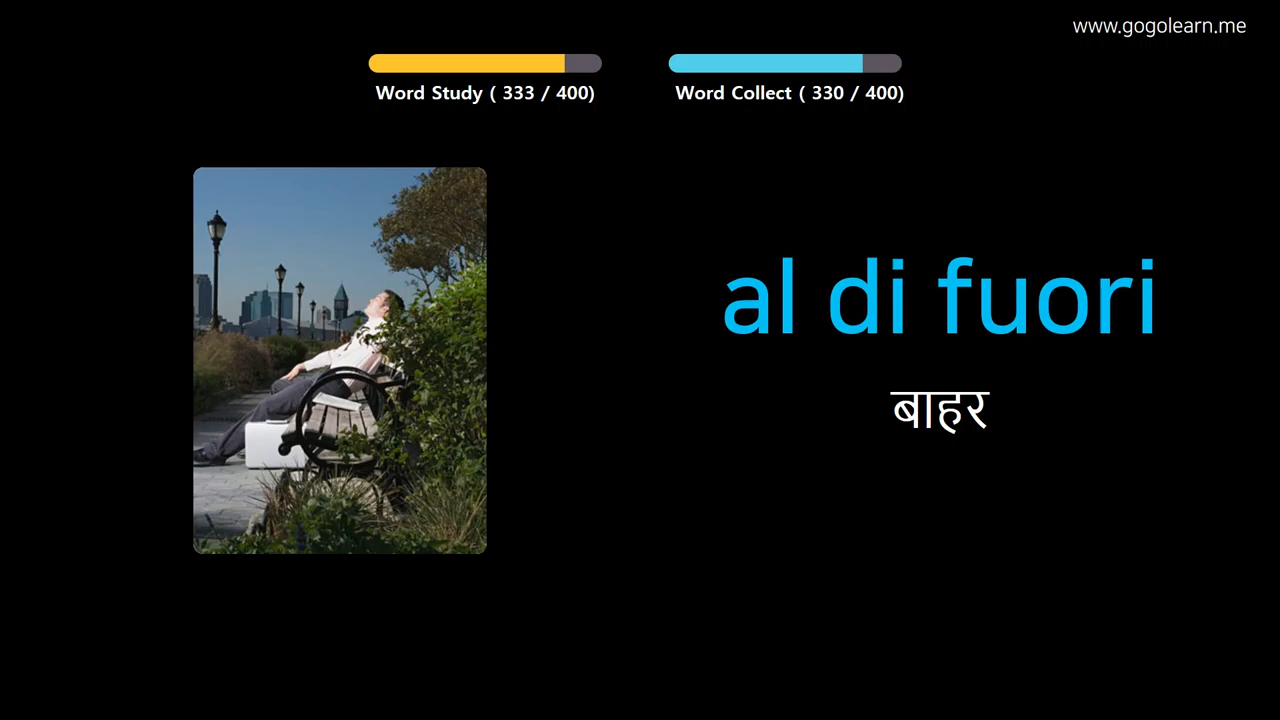 www.gogolearn.me
Word Study ( 333 / 400)
Word Collect ( 330 / 400)
al di fuori
बाहर